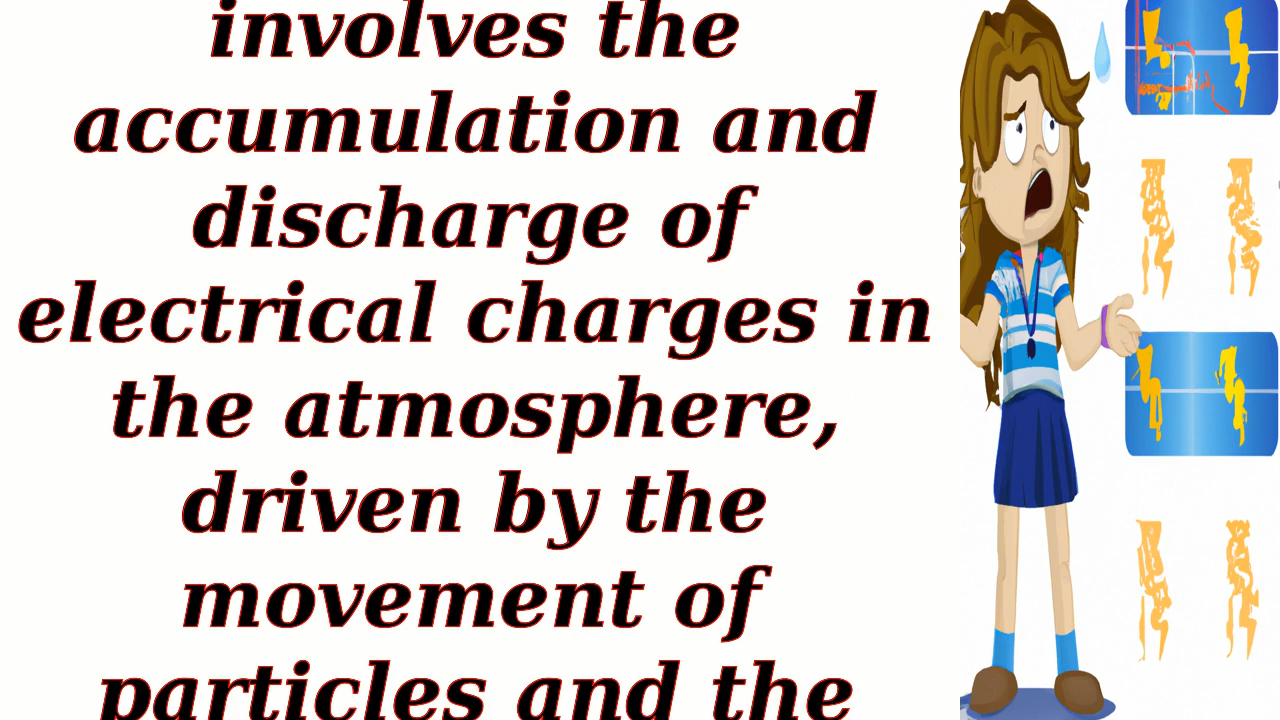 involves the
accumulation and
discharge of
electrical charges in
the atmosphere,
driven by the
movement of
particles and the